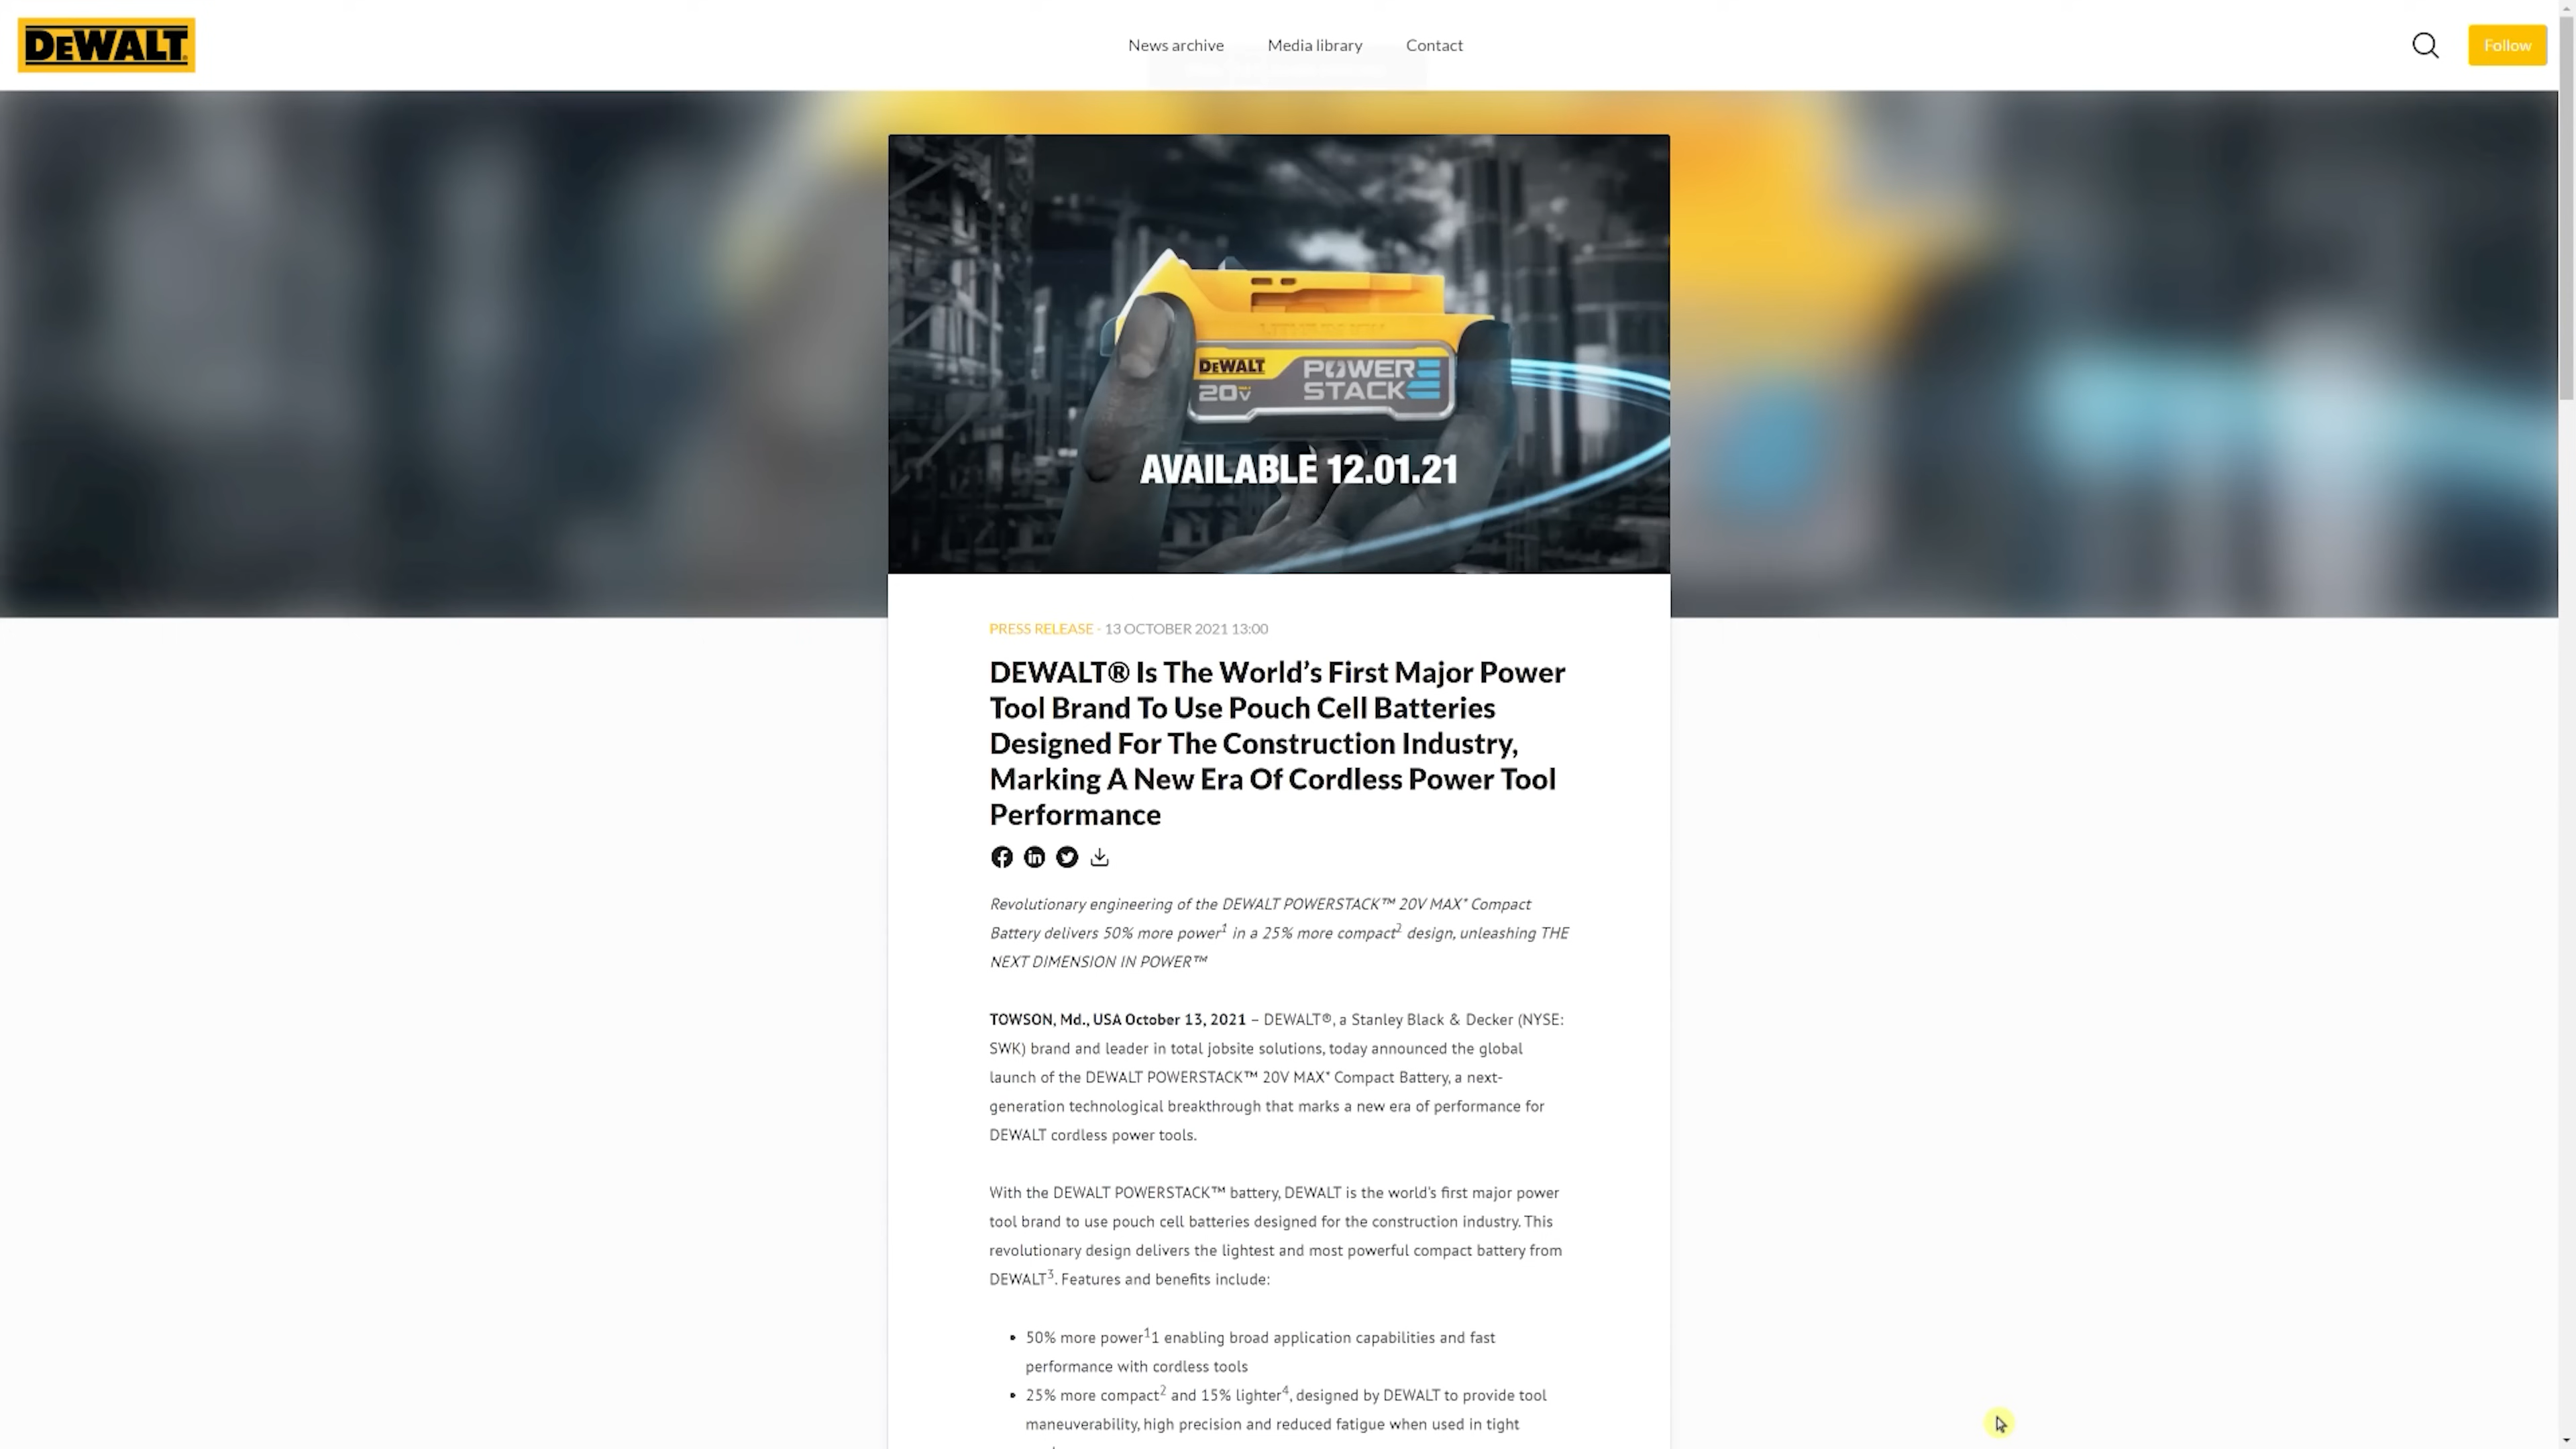 DEWALT
News archive Media library Contact
Follow
DEWALT POWER
20V STACK
AVAILABLE 12.01.21
PRESS RELEASE - 13 OCTOBER 2021 13:00
DEWALT® Is The World's First Major Power
Tool Brand To Use Pouch Cell Batteries
Designed For The Construction Industry,
Marking A New Era Of Cordless Power Tool
Performance
Revolutionary engineering of the DEWALT POWERSTACK™ 20V MAX* Compact
Battery delivers 50% more power1 in a 25% more compact2 design, unleashing THE
NEXT DIMENSION IN POWER™
TOWSON, Md., USA October 13, 2021 – DEWALT®, a Stanley Black & Decker (NYSE:
SWK) brand and leader in total jobsite solutions, today announced the global
launch of the DEWALT POWERSTACK™ 20V MAX* Compact Battery, a next-
generation technological breakthrough that marks a new era of performance for
DEWALT cordless power tools.
With the DEWALT POWERSTACK™ battery, DEWALT is the world's first major power
tool brand to use pouch cell batteries designed for the construction industry. This
revolutionary design delivers the lightest and most powerful compact battery from
DEWALT3. Features and benefits include:
• 50% more power11 enabling broad application capabilities and fast
performance with cordless tools
• 25% more compact2 and 15% lighter4, designed by DEWALT to provide tool
maneuverability, high precision and reduced fatigue when used in tight